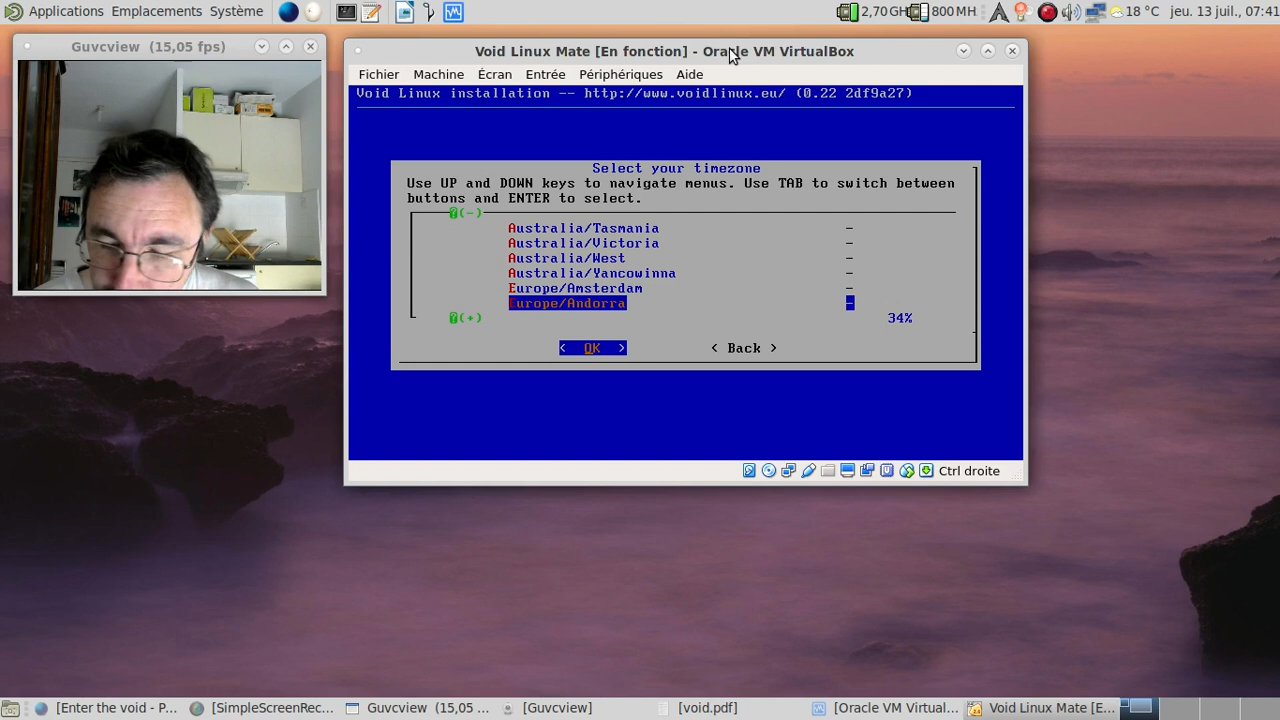 Applications Emplacements Système 2,70 GH 800 MH 18 °C jeu. 13 juil., 07:41
Guvcview (15,05 fps)
Void Linux Mate [En fonction] - Oracle VM VirtualBox
Fichier Machine Écran Entrée Périphériques Aide
Void Linux installation -- http://www.voidlinux.eu/ (0.22 2df9a27)
Select your timezone
Use UP and DOWN keys to navigate menus. Use TAB to switch between
buttons and ENTER to select.
?(-)
Australia/Tasmania -
Australia/Victoria -
Australia/West -
Australia/Yancowinna -
Europe/Amsterdam -
Europe/Andorra -
?(+) 34%
< OK > < Back >
Ctrl droite
[Enter the void - P... [SimpleScreenRec... Guvcview (15,05 ... [Guvcview] [void.pdf] [Oracle VM Virtual... Void Linux Mate [E...